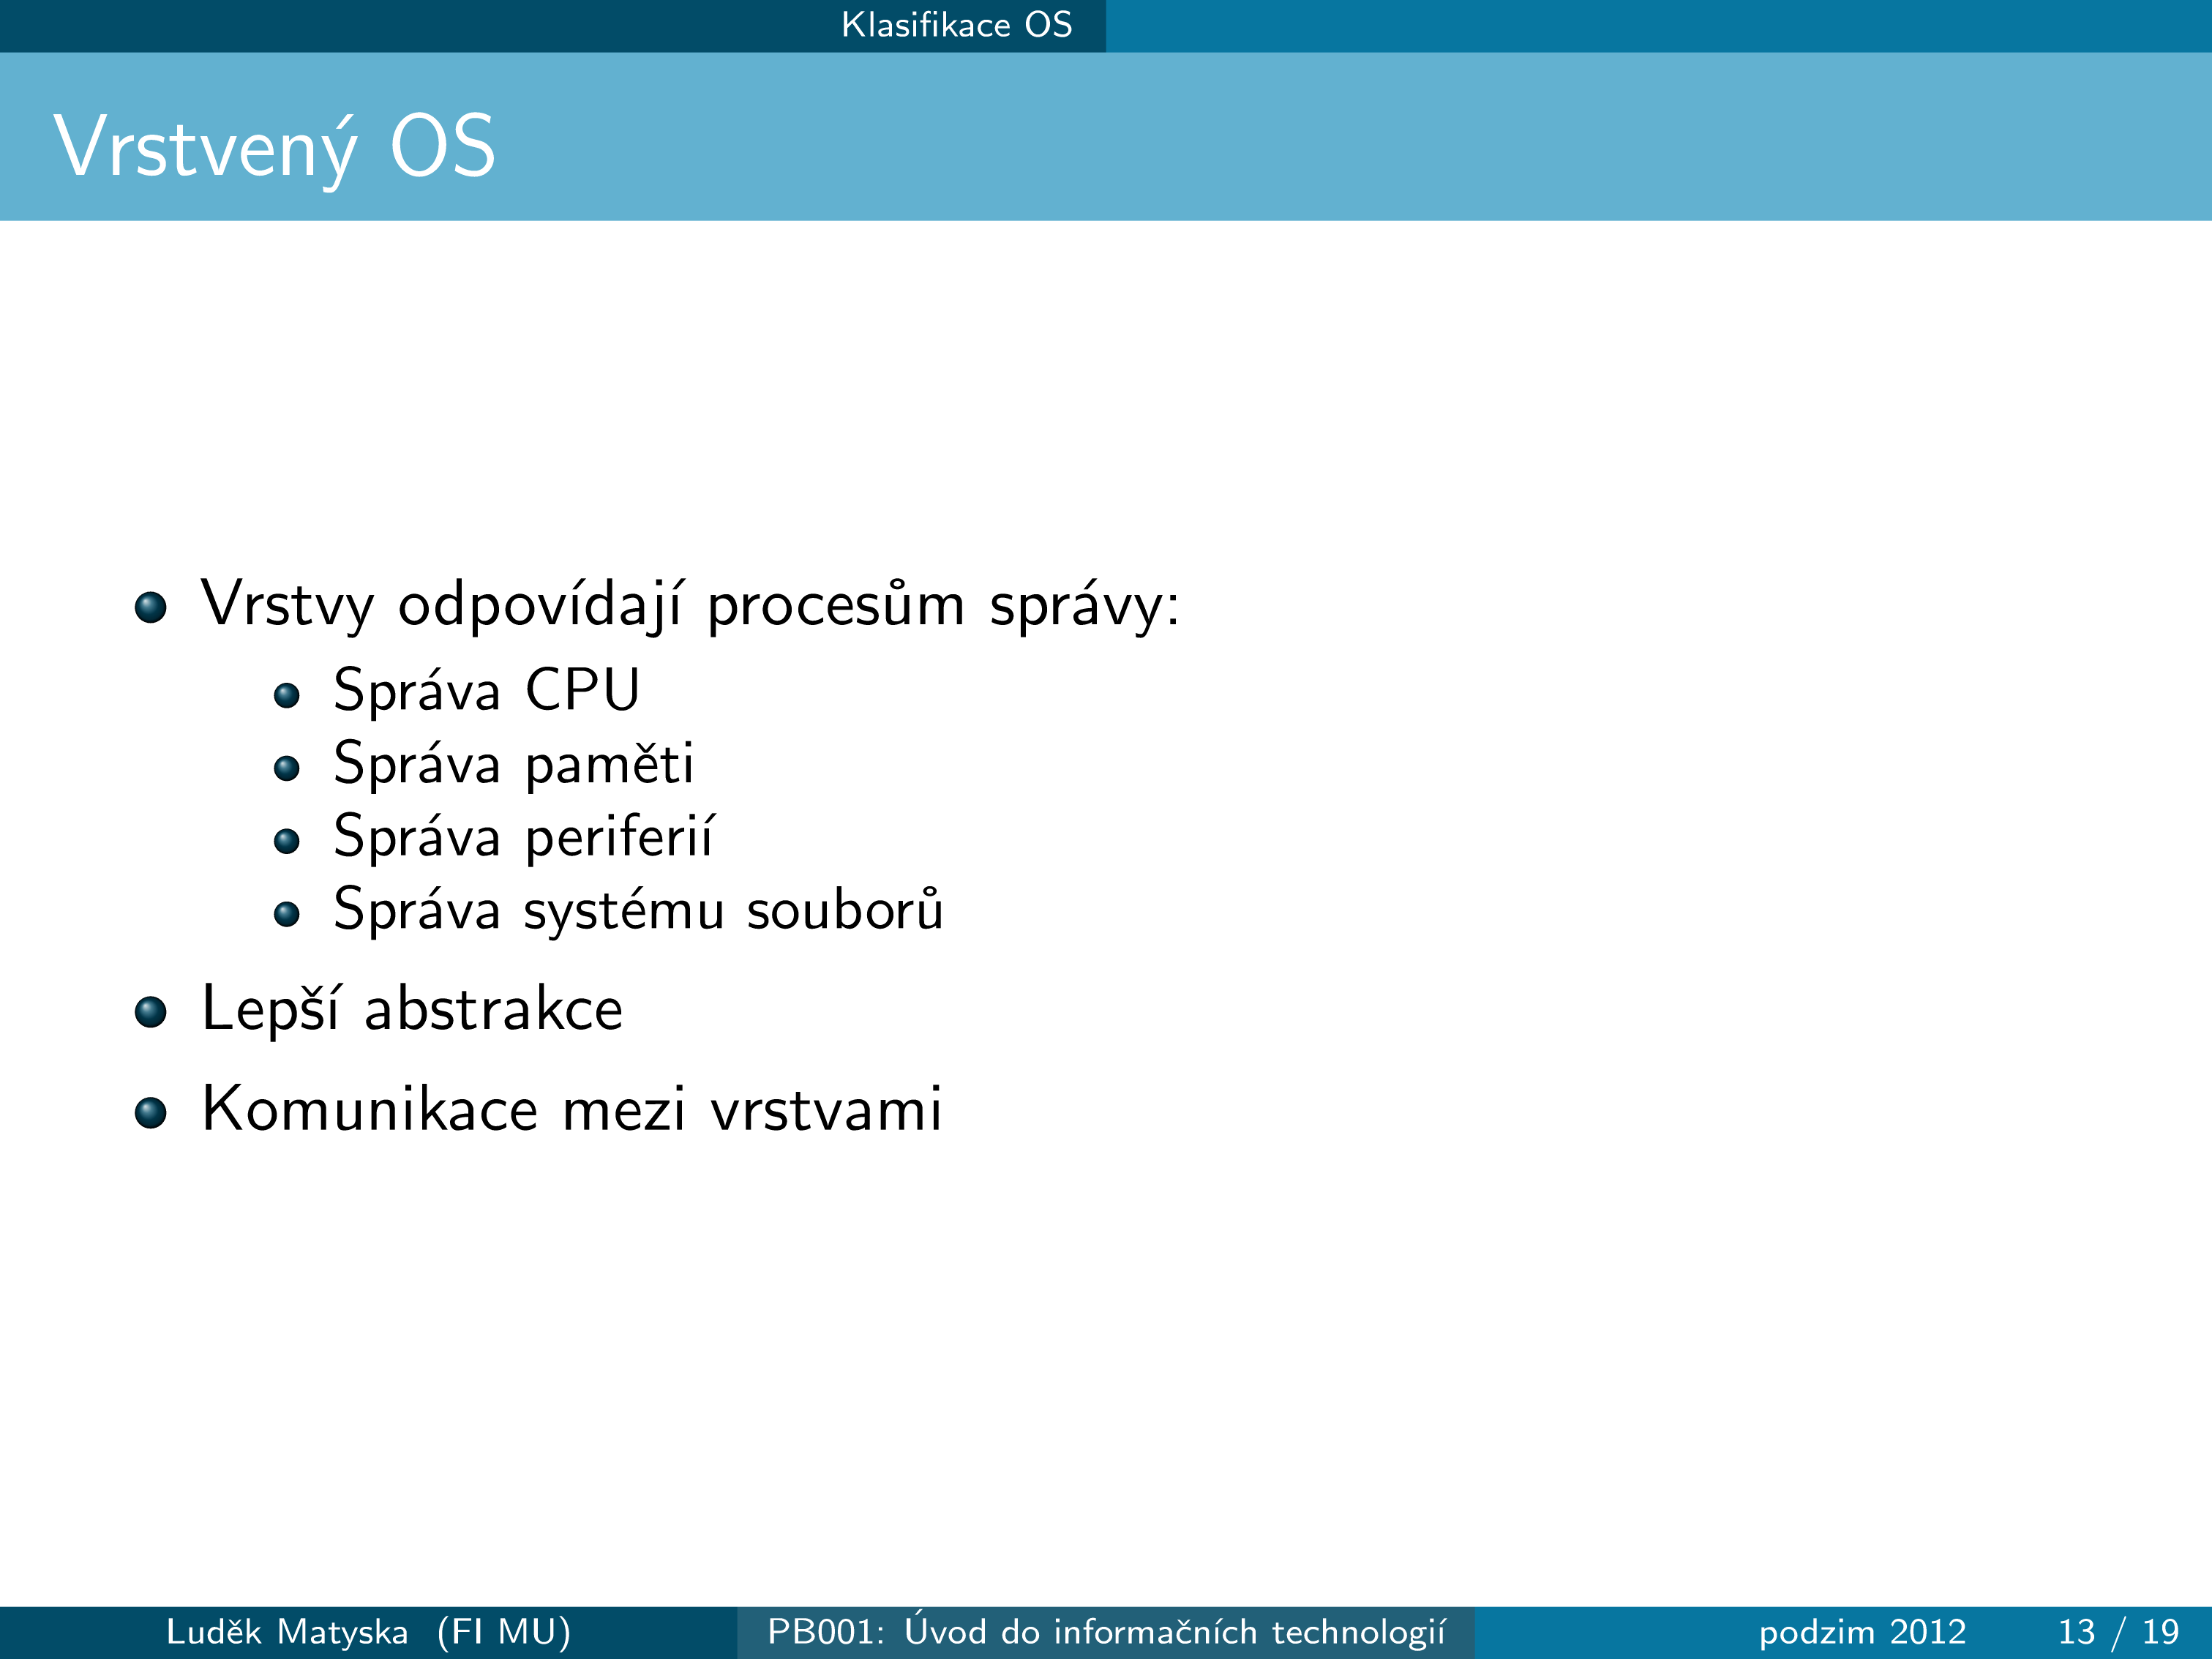 Klasifikace OS
Vrstvený OS
Vrstvy odpovídají procesům správy:
Správa CPU
Správa paměti
Správa periferií
Správa systému souborů
Lepší abstrakce
Komunikace mezi vrstvami
Luděk Matyska (FI MU) PB001: Úvod do informačních technologií podzim 2012 13 / 19